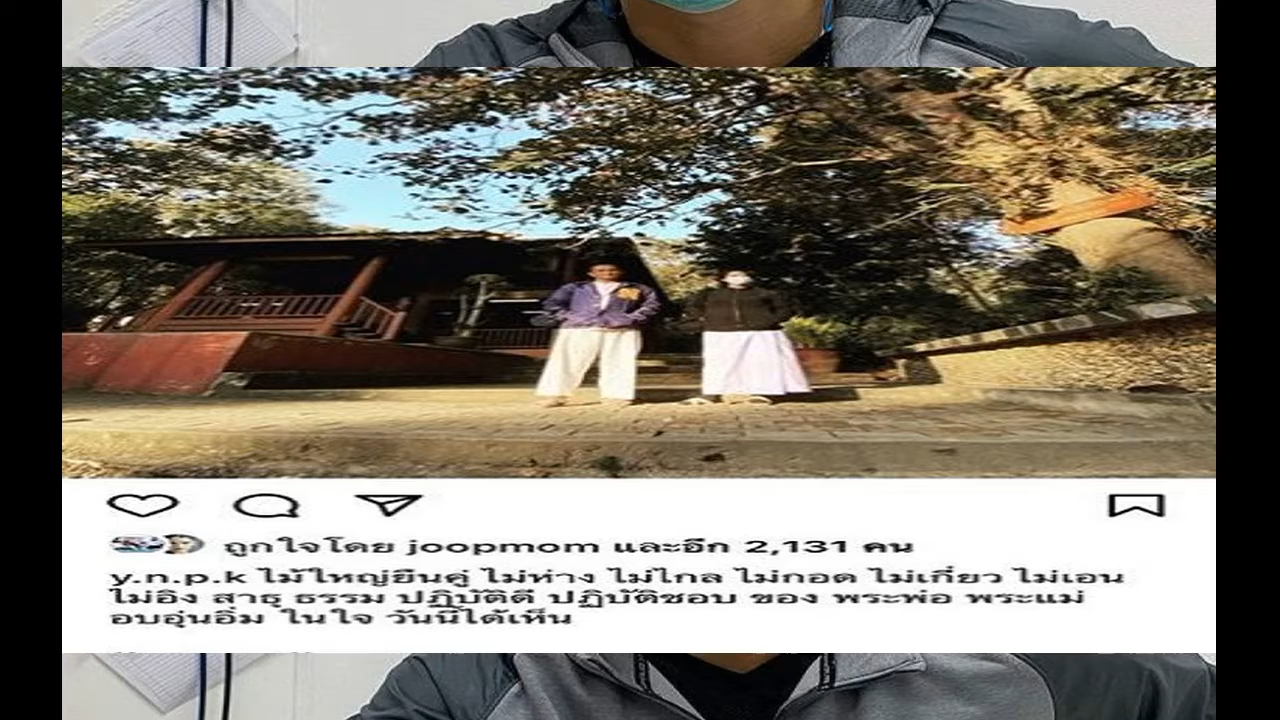 ถูกใจโดย joopmom และอีก 2,131 คน
y.n.p.k ไม้ใหญ่ยืนคู่ ไม่ห่าง ไม่ไกล ไม่กอด ไม่เกี่ยว ไม่เอน
ไม่อิง สาธุ ธรรม ปฏิบัติดี ปฏิบัติชอบ ของ พระพ่อ พระแม่
อบอุ่นอิ่ม ในใจ วันนี้ได้เห็น